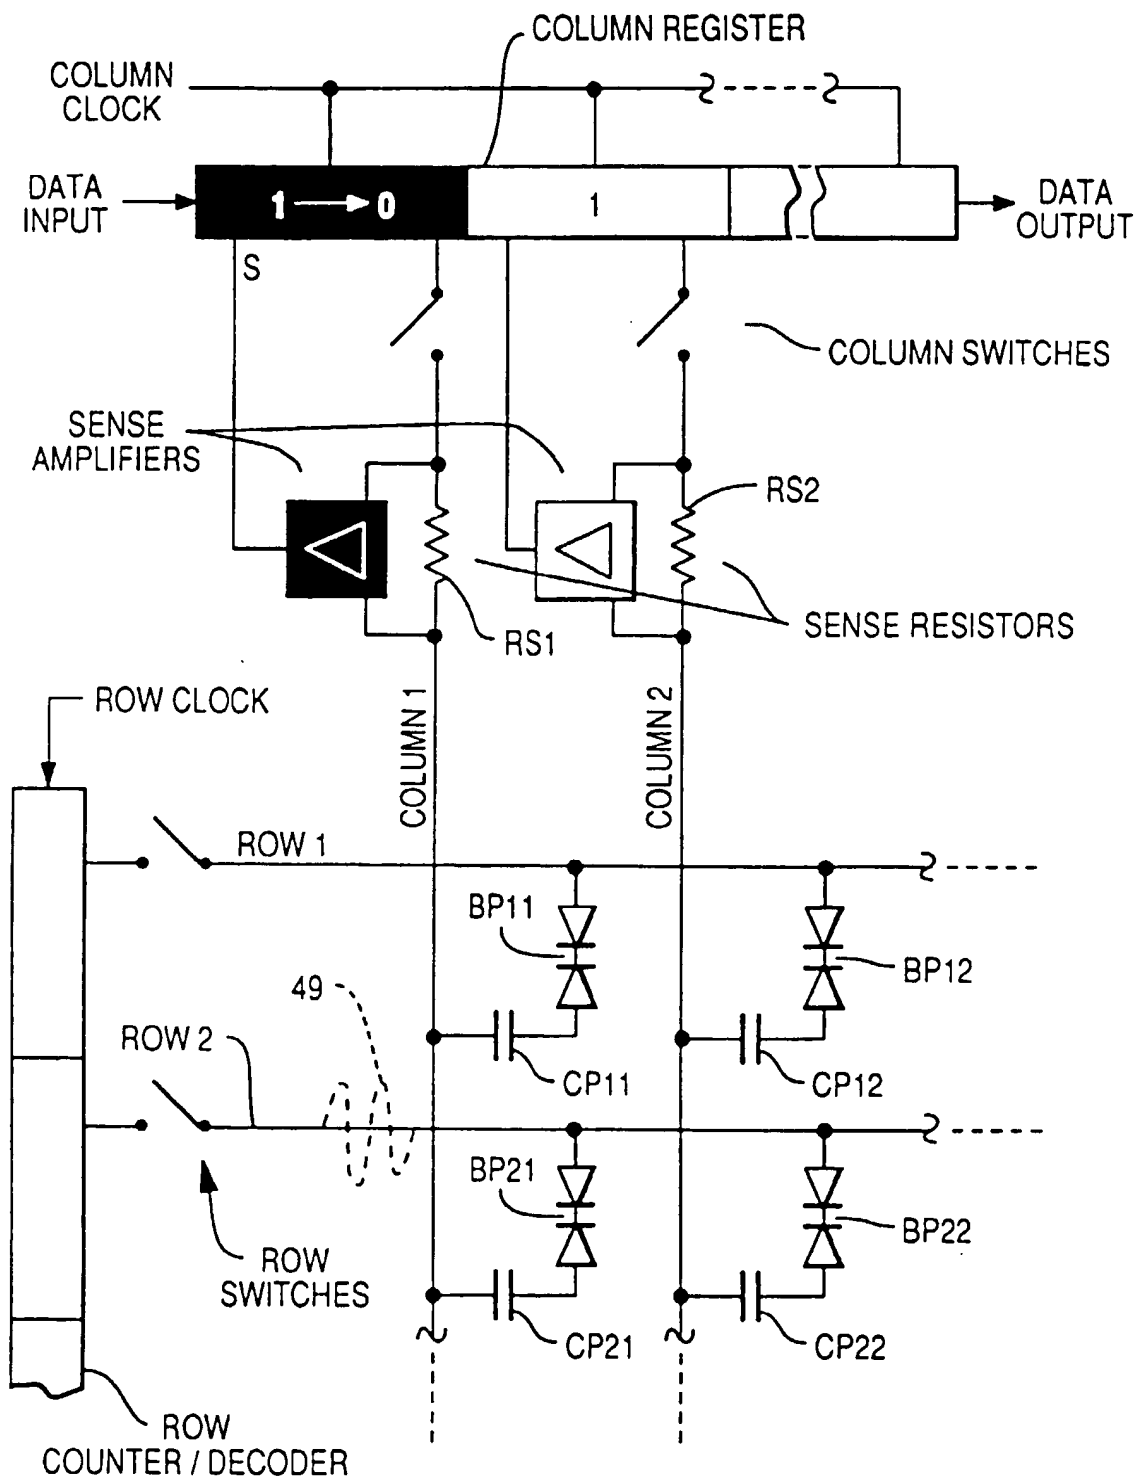 COLUMN REGISTER
COLUMN
CLOCK
DATA
INPUT
1 0
1
DATA
OUTPUT
S
COLUMN SWITCHES
SENSE
AMPLIFIERS
RS2
RS1
SENSE RESISTORS
ROW CLOCK
COLUMN 1
COLUMN 2
ROW 1
BP11
BP12
49
ROW 2
CP11
CP12
BP21
BP22
ROW
SWITCHES
CP21
CP22
ROW
COUNTER / DECODER